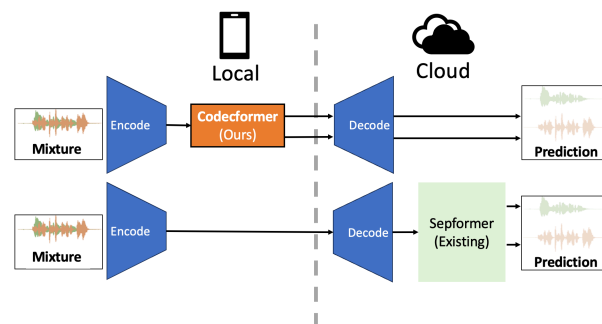 Local
Cloud
Mixture
Encode
Codecformer
(Ours)
Decode
Prediction
Mixture
Encode
Decode
Sepformer
(Existing)
Prediction